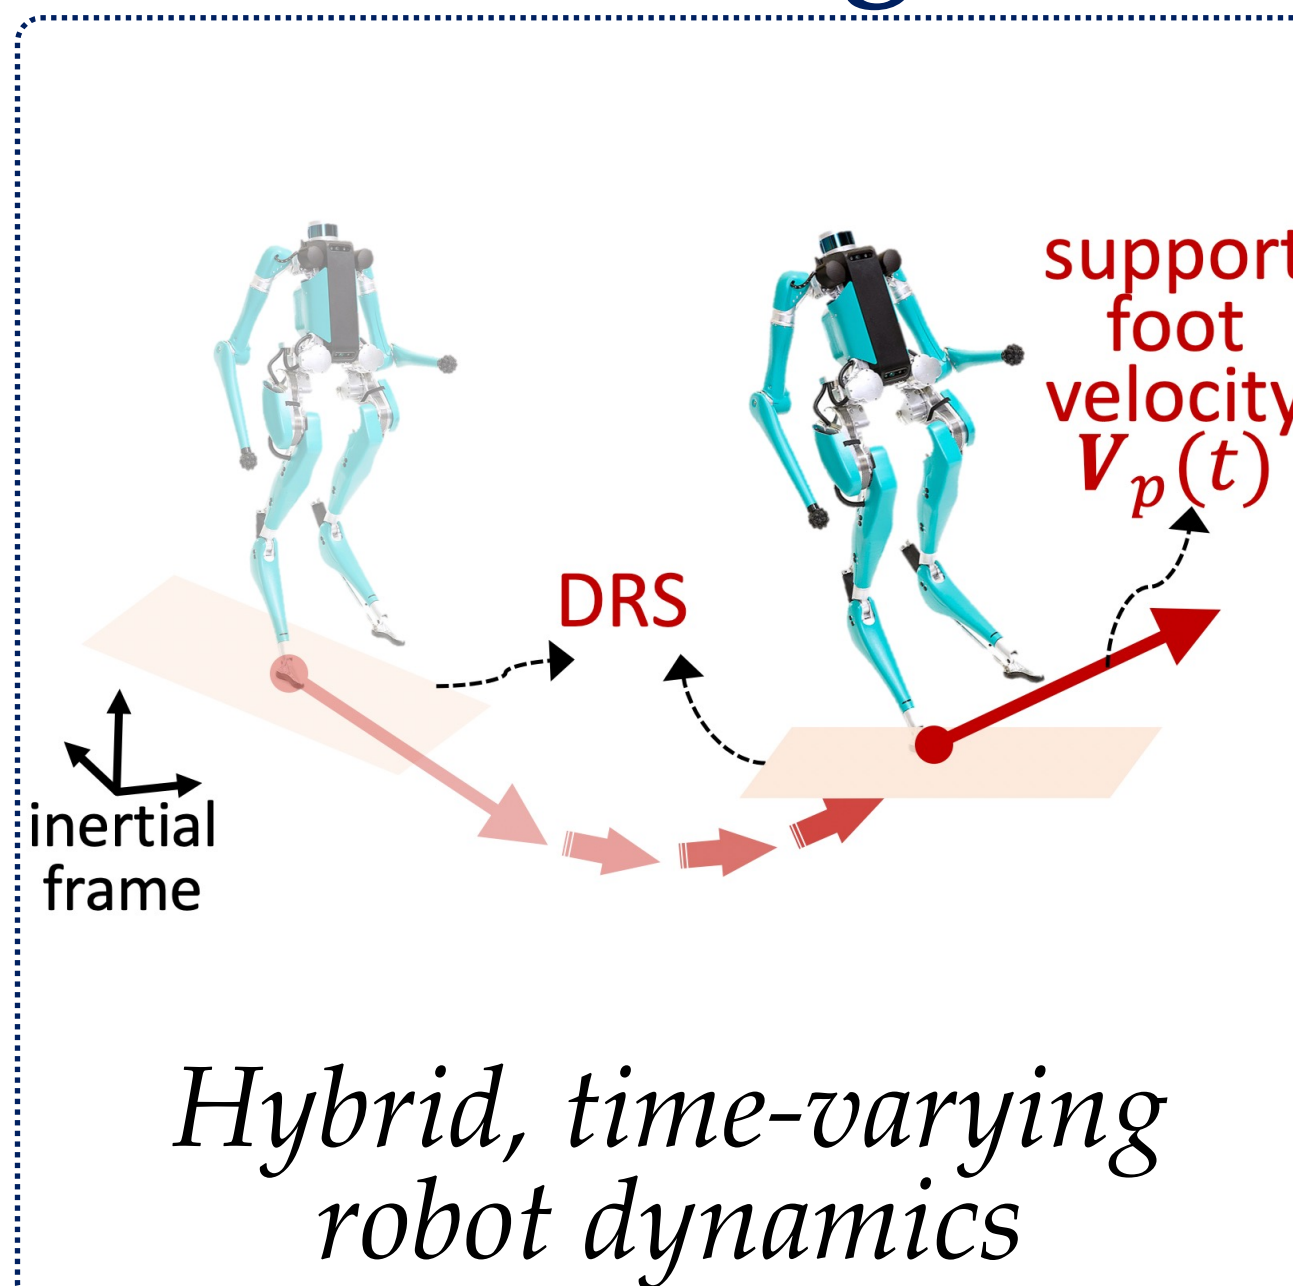 support
foot
velocity
V_p(t)
DRS
inertial
frame
Hybrid, time-varying
robot dynamics